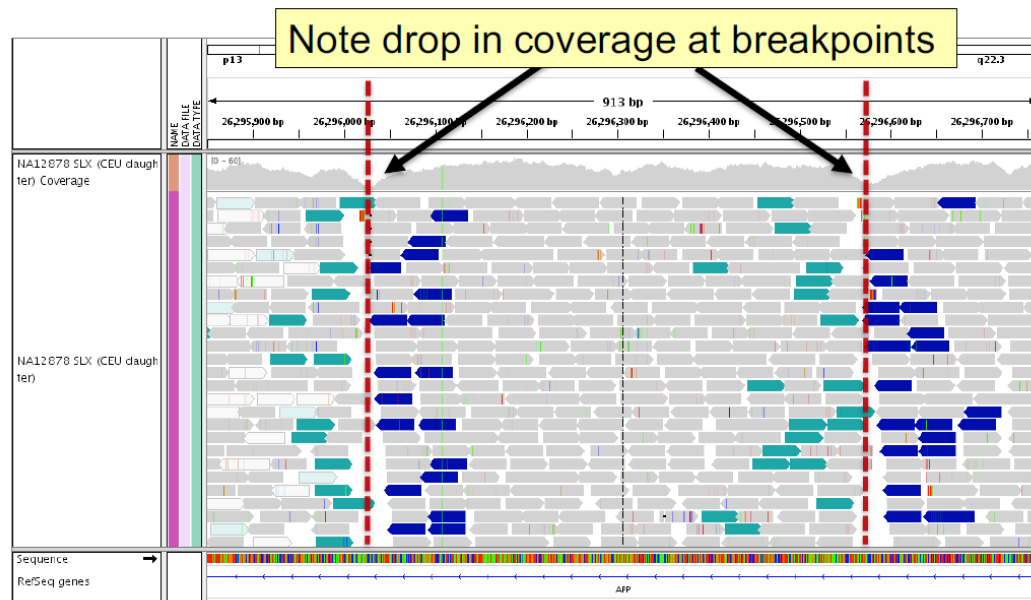 Note drop in coverage at breakpoints
p13
q22.3
913 bp
26,295,900 bp
26,296,000 bp
26,296,100 bp
26,296,200 bp
26,296,300 bp
26,296,400 bp
26,296,500 bp
26,296,600 bp
26,296,700 bp
NAME
DATA FILE
DATA TYPE
NA12878 SLX (CEU daugh
ter) Coverage
[0 - 60]
NA12878 SLX (CEU daugh
ter)
Sequence
RefSeq genes
APP